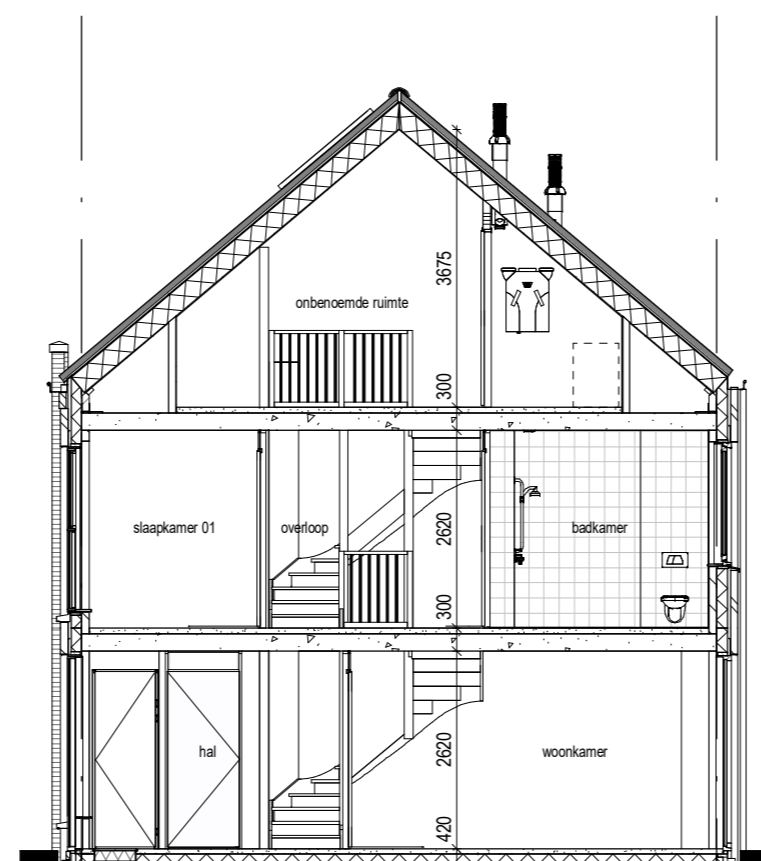 3675
onbenoemde ruimte
300
slaapkamer 01
overloop
2620
badkamer
300
hal
2620
woonkamer
420